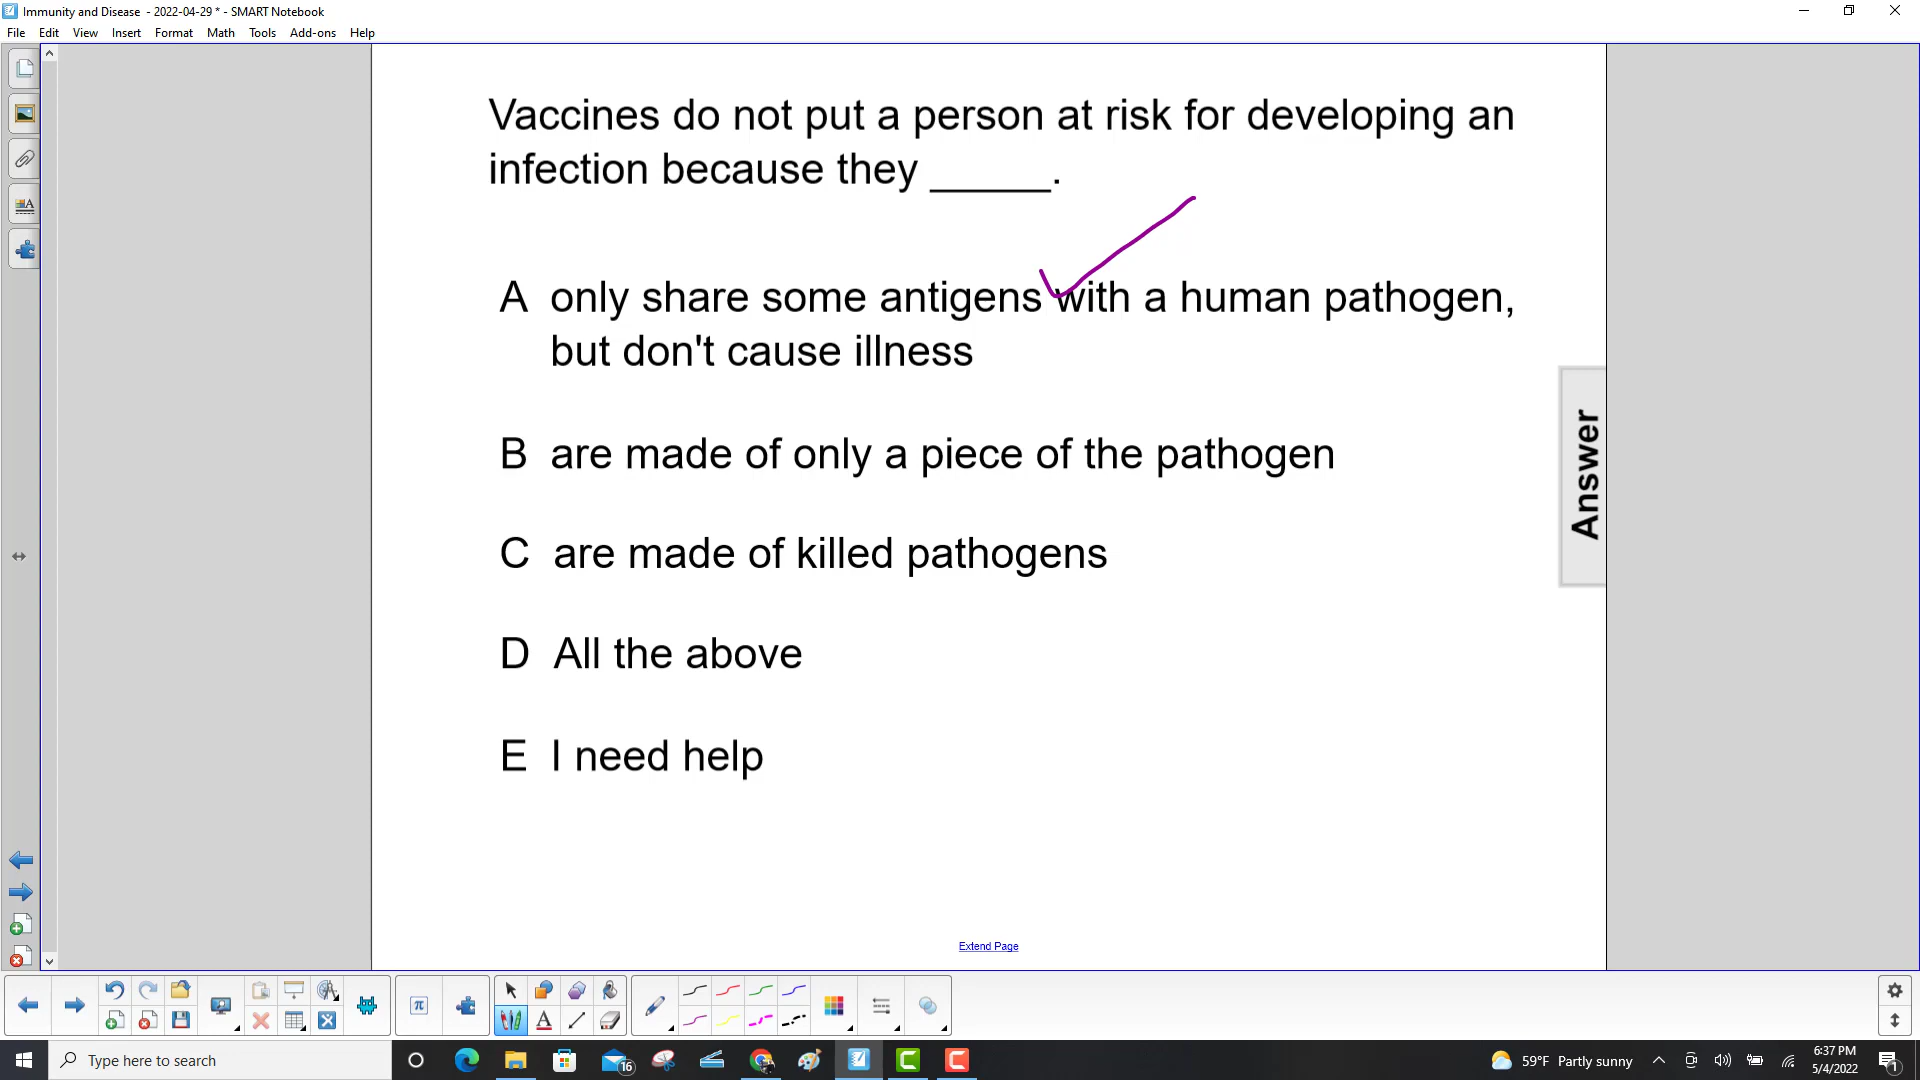 Immunity and Disease - 2022-04-29 * - SMART Notebook
File Edit View Insert Format Math Tools Add-ons Help
Vaccines do not put a person at risk for developing an
infection because they ______.
A only share some antigens with a human pathogen,
but don't cause illness
B are made of only a piece of the pathogen
C are made of killed pathogens
D All the above
E I need help
Answer
Extend Page
Type here to search
16
59°F Partly sunny
6:37 PM
5/4/2022
1